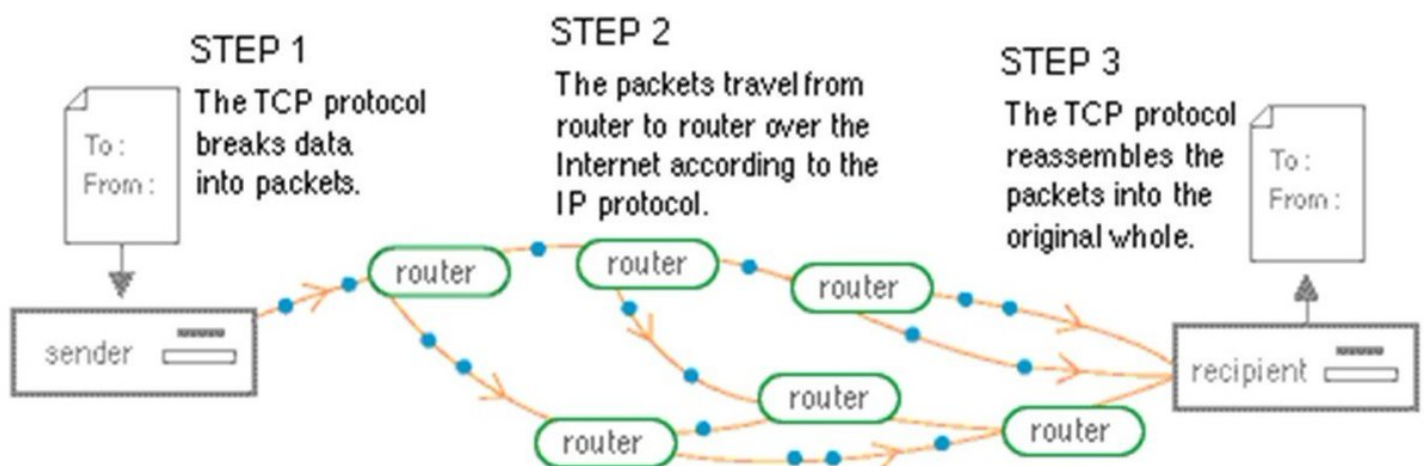 STEP 1
The TCP protocol
breaks data
into packets.
STEP 2
The packets travel from
router to router over the
Internet according to the
IP protocol.
STEP 3
The TCP protocol
reassembles the
packets into the
original whole.
To :
From :
To :
From :
sender
router
router
router
router
router
router
recipient